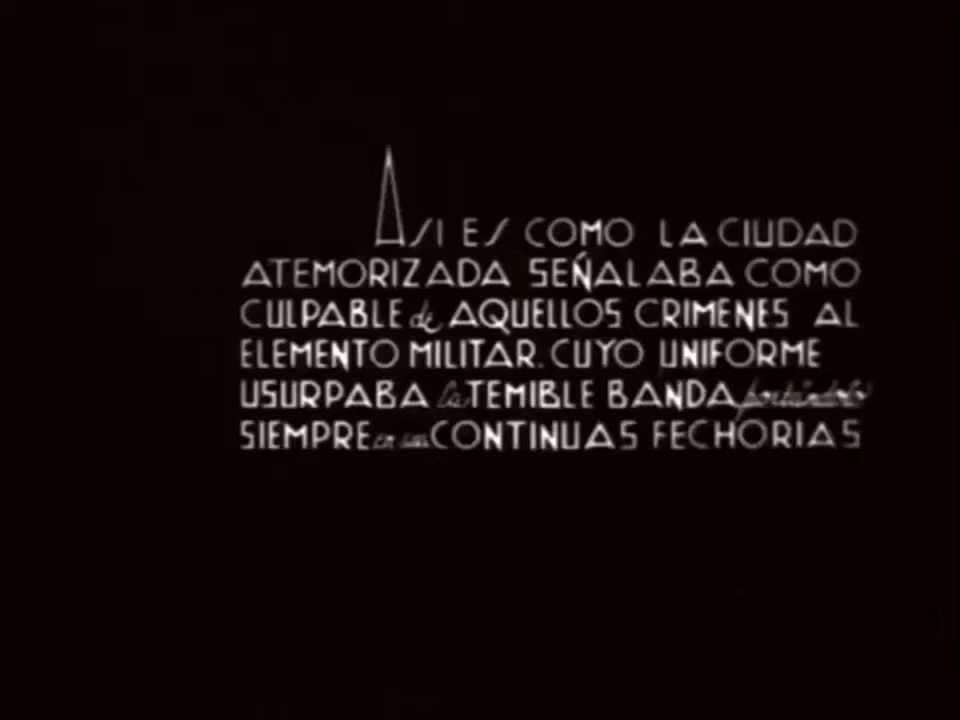 ASI ES COMO LA CIUDAD
ATEMORIZADA SEÑALABA COMO
CULPABLE de AQUELLOS CRIMENES AL
ELEMENTO MILITAR. CUYO UNIFORME
USURPABA la TEMIBLE BANDA portándolo
SIEMPRE en sus CONTINUAS FECHORIAS